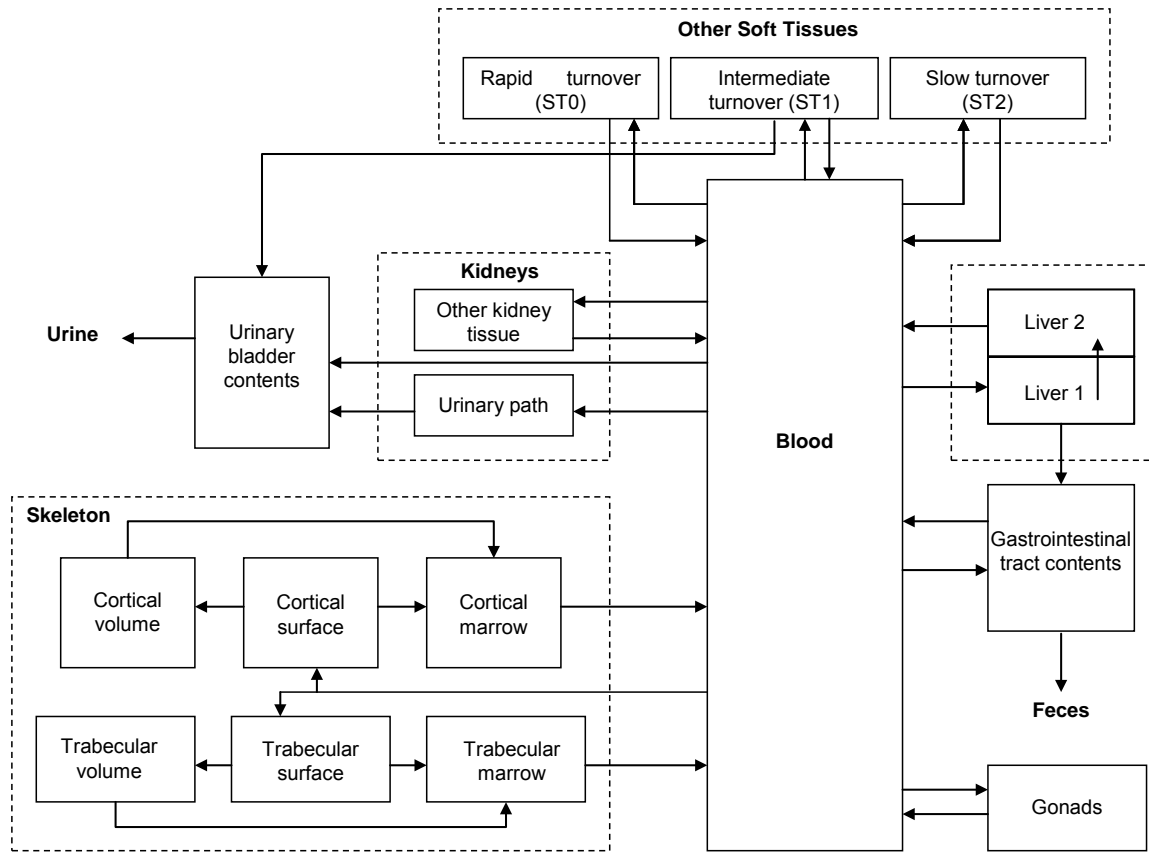 Other Soft Tissues
Rapid turnover
(ST0)
Intermediate
turnover (ST1)
Slow turnover
(ST2)
Kidneys
Other kidney
tissue
Urinary path
Urine
Urinary
bladder
contents
Blood
Liver 2
Liver 1
Gastrointestinal
tract contents
Feces
Gonads
Skeleton
Cortical
volume
Cortical
surface
Cortical
marrow
Trabecular
volume
Trabecular
surface
Trabecular
marrow